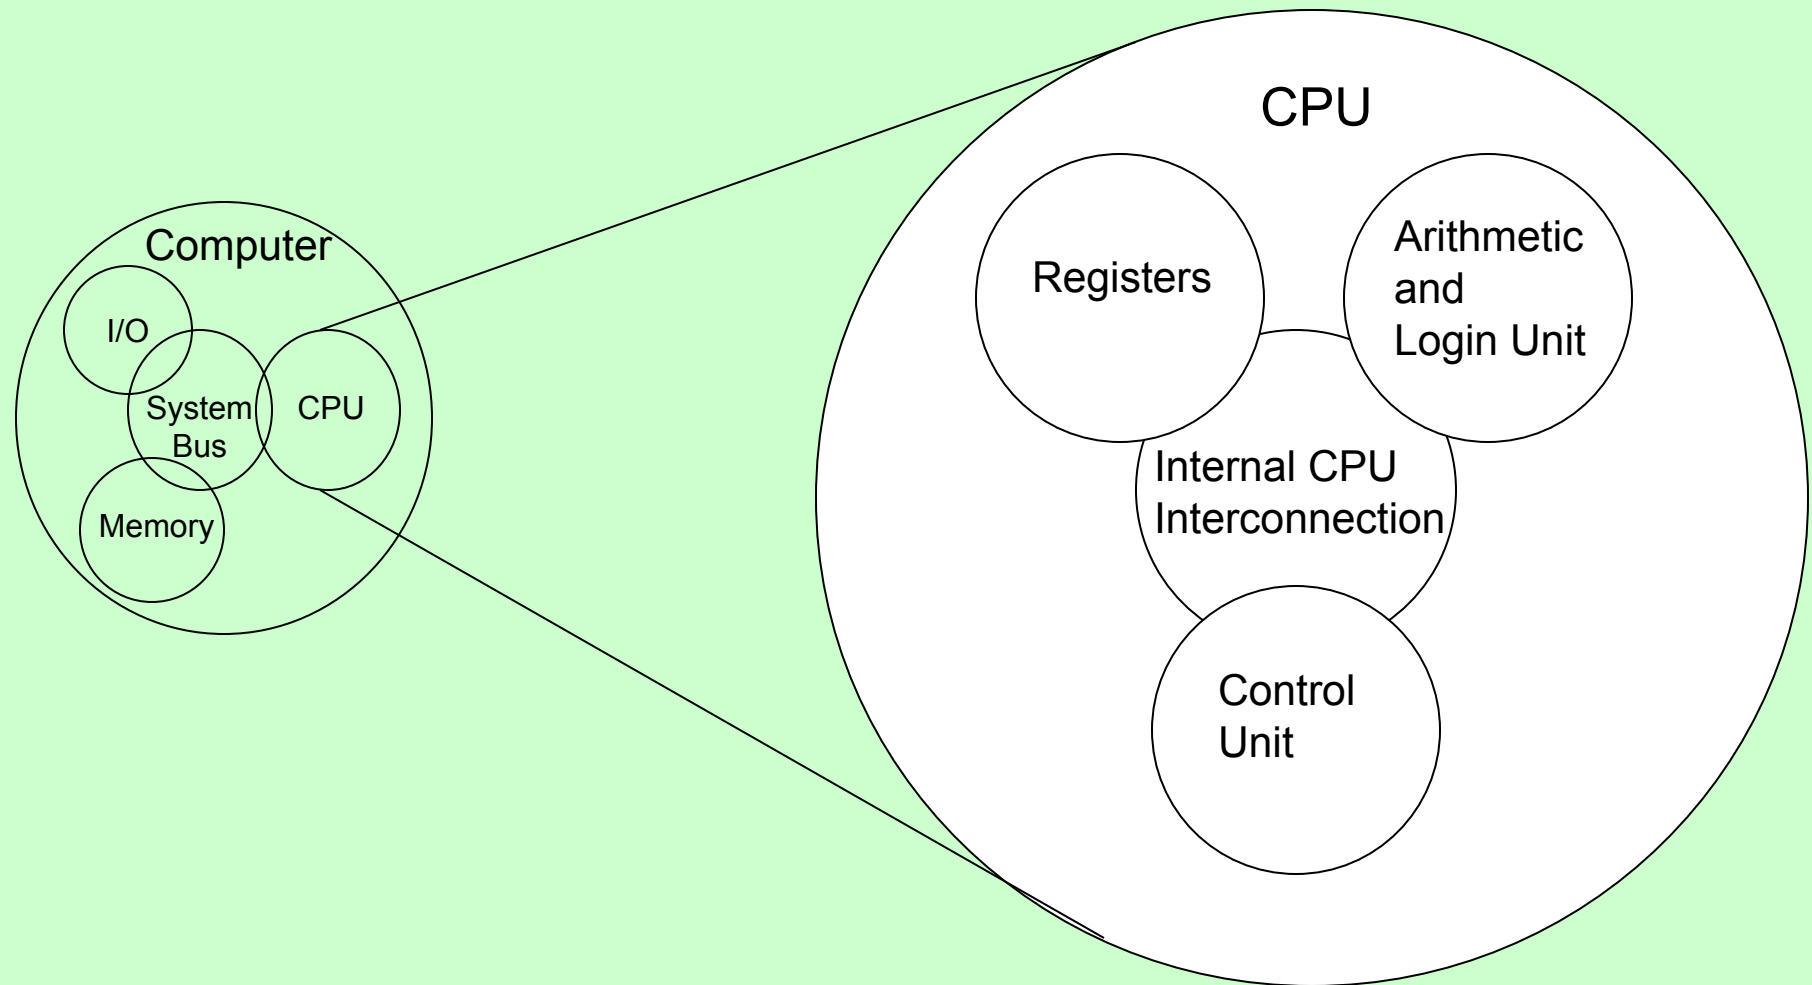 Computer
I/O
System
Bus
CPU
Memory
CPU
Registers
Arithmetic
and
Login Unit
Internal CPU
Interconnection
Control
Unit